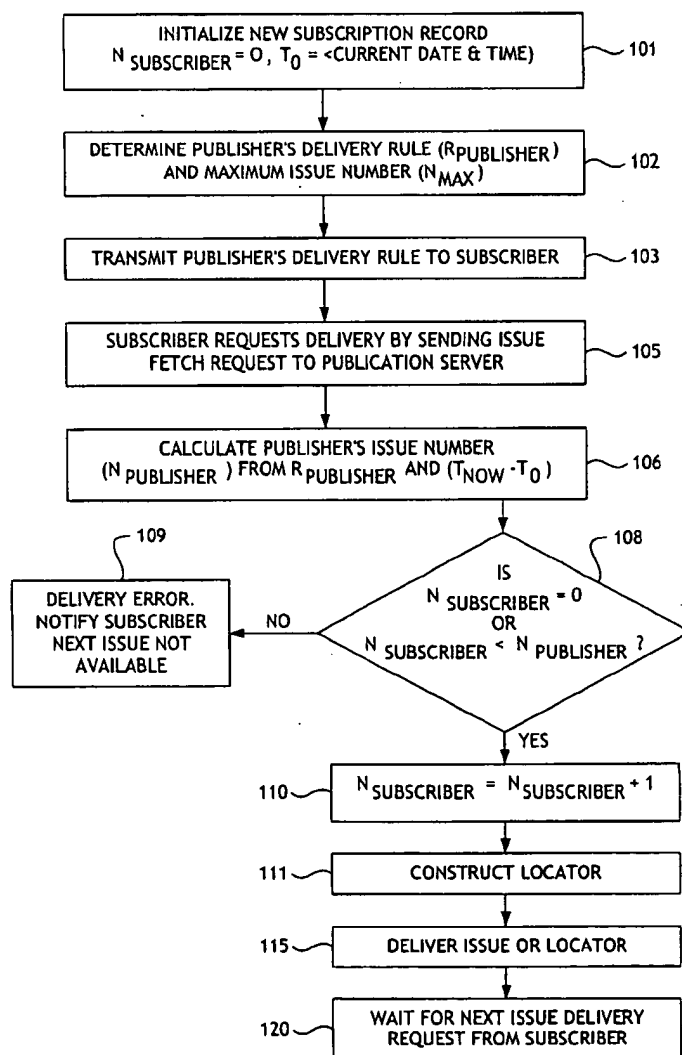 INITIALIZE NEW SUBSCRIPTION RECORD
N SUBSCRIBER = 0, T0 = <CURRENT DATE & TIME)
101
DETERMINE PUBLISHER'S DELIVERY RULE (RPUBLISHER)
AND MAXIMUM ISSUE NUMBER (NMAX)
102
TRANSMIT PUBLISHER'S DELIVERY RULE TO SUBSCRIBER
103
SUBSCRIBER REQUESTS DELIVERY BY SENDING ISSUE
FETCH REQUEST TO PUBLICATION SERVER
105
CALCULATE PUBLISHER'S ISSUE NUMBER
(N PUBLISHER) FROM RPUBLISHER AND (TNOW -T0)
106
108
IS
N SUBSCRIBER = 0
OR
N SUBSCRIBER < N PUBLISHER ?
109
DELIVERY ERROR.
NOTIFY SUBSCRIBER
NEXT ISSUE NOT
AVAILABLE
NO
YES
110
N SUBSCRIBER = N SUBSCRIBER + 1
111
CONSTRUCT LOCATOR
115
DELIVER ISSUE OR LOCATOR
120
WAIT FOR NEXT ISSUE DELIVERY
REQUEST FROM SUBSCRIBER